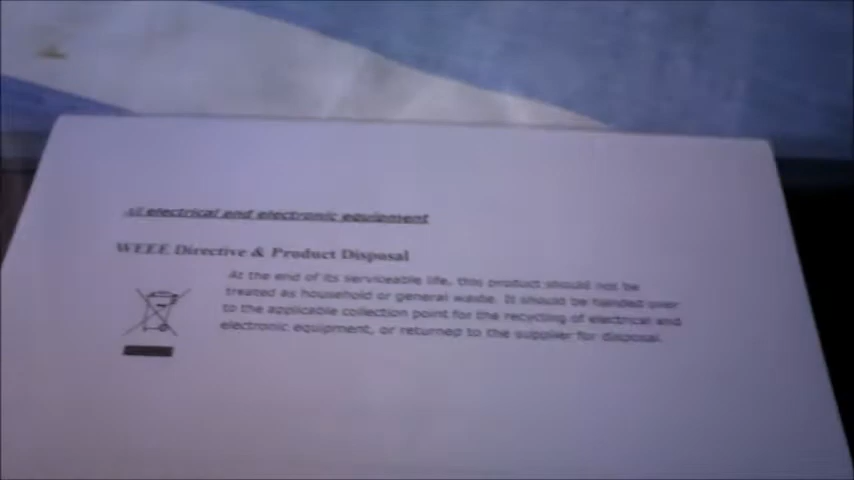 All electrical and electronic equipment
WEEE Directive & Product Disposal
At the end of its serviceable life, this product should not be
treated as household or general waste. It should be handed over
to the applicable collection point for the recycling of electrical and
electronic equipment, or returned to the supplier for disposal.